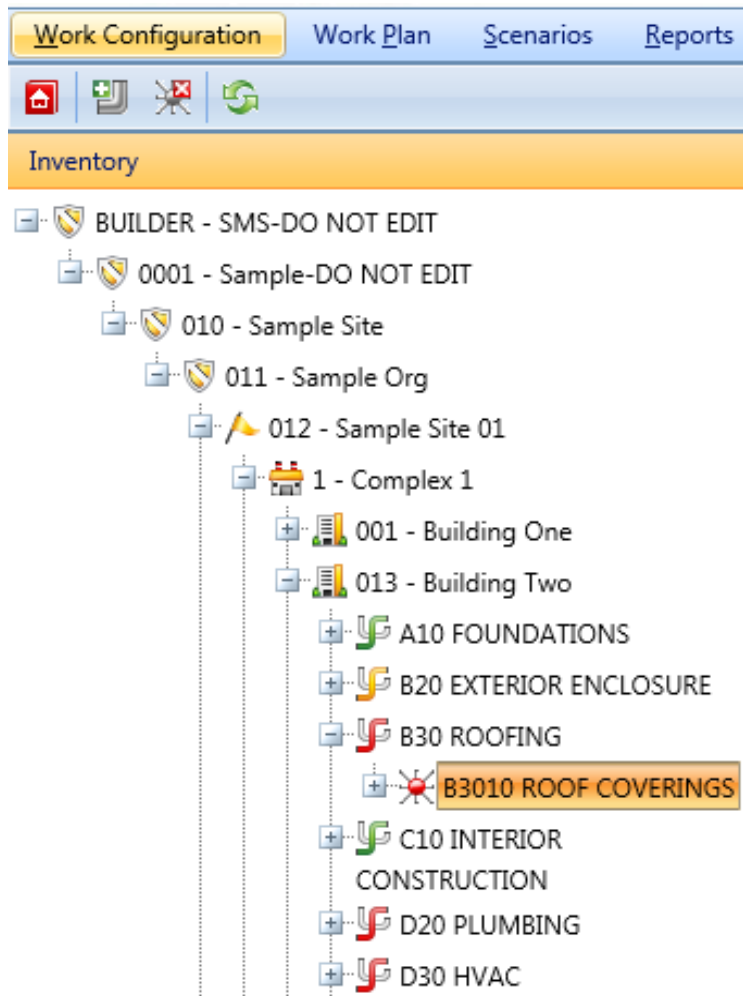 Work Configuration Work Plan Scenarios Reports
Inventory
BUILDER - SMS-DO NOT EDIT
0001 - Sample-DO NOT EDIT
010 - Sample Site
011 - Sample Org
012 - Sample Site 01
1 - Complex 1
001 - Building One
013 - Building Two
A10 FOUNDATIONS
B20 EXTERIOR ENCLOSURE
B30 ROOFING
B3010 ROOF COVERINGS
C10 INTERIOR
CONSTRUCTION
D20 PLUMBING
D30 HVAC